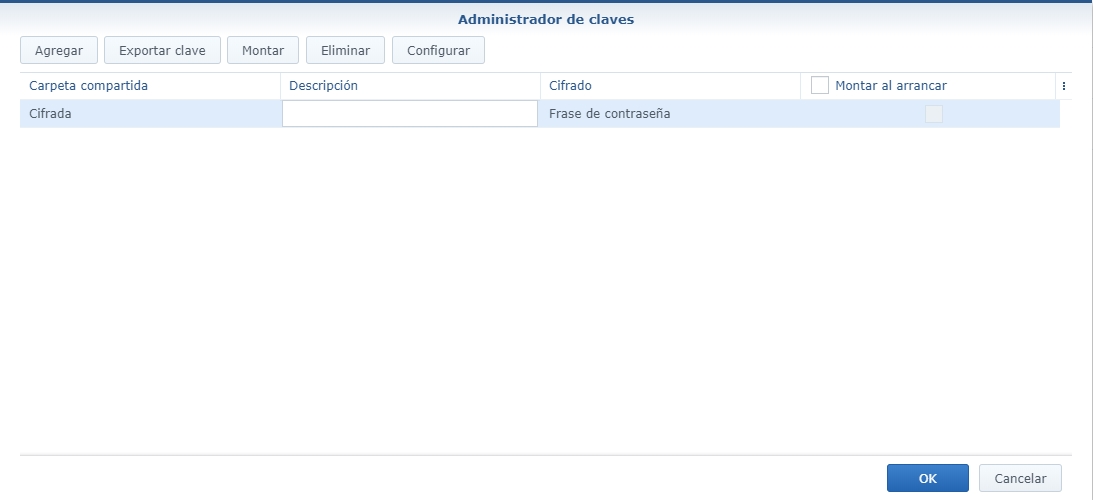 Administrador de claves
Agregar Exportar clave Montar Eliminar Configurar
Carpeta compartida Descripción Cifrado Montar al arrancar
Cifrada Frase de contraseña
OK Cancelar